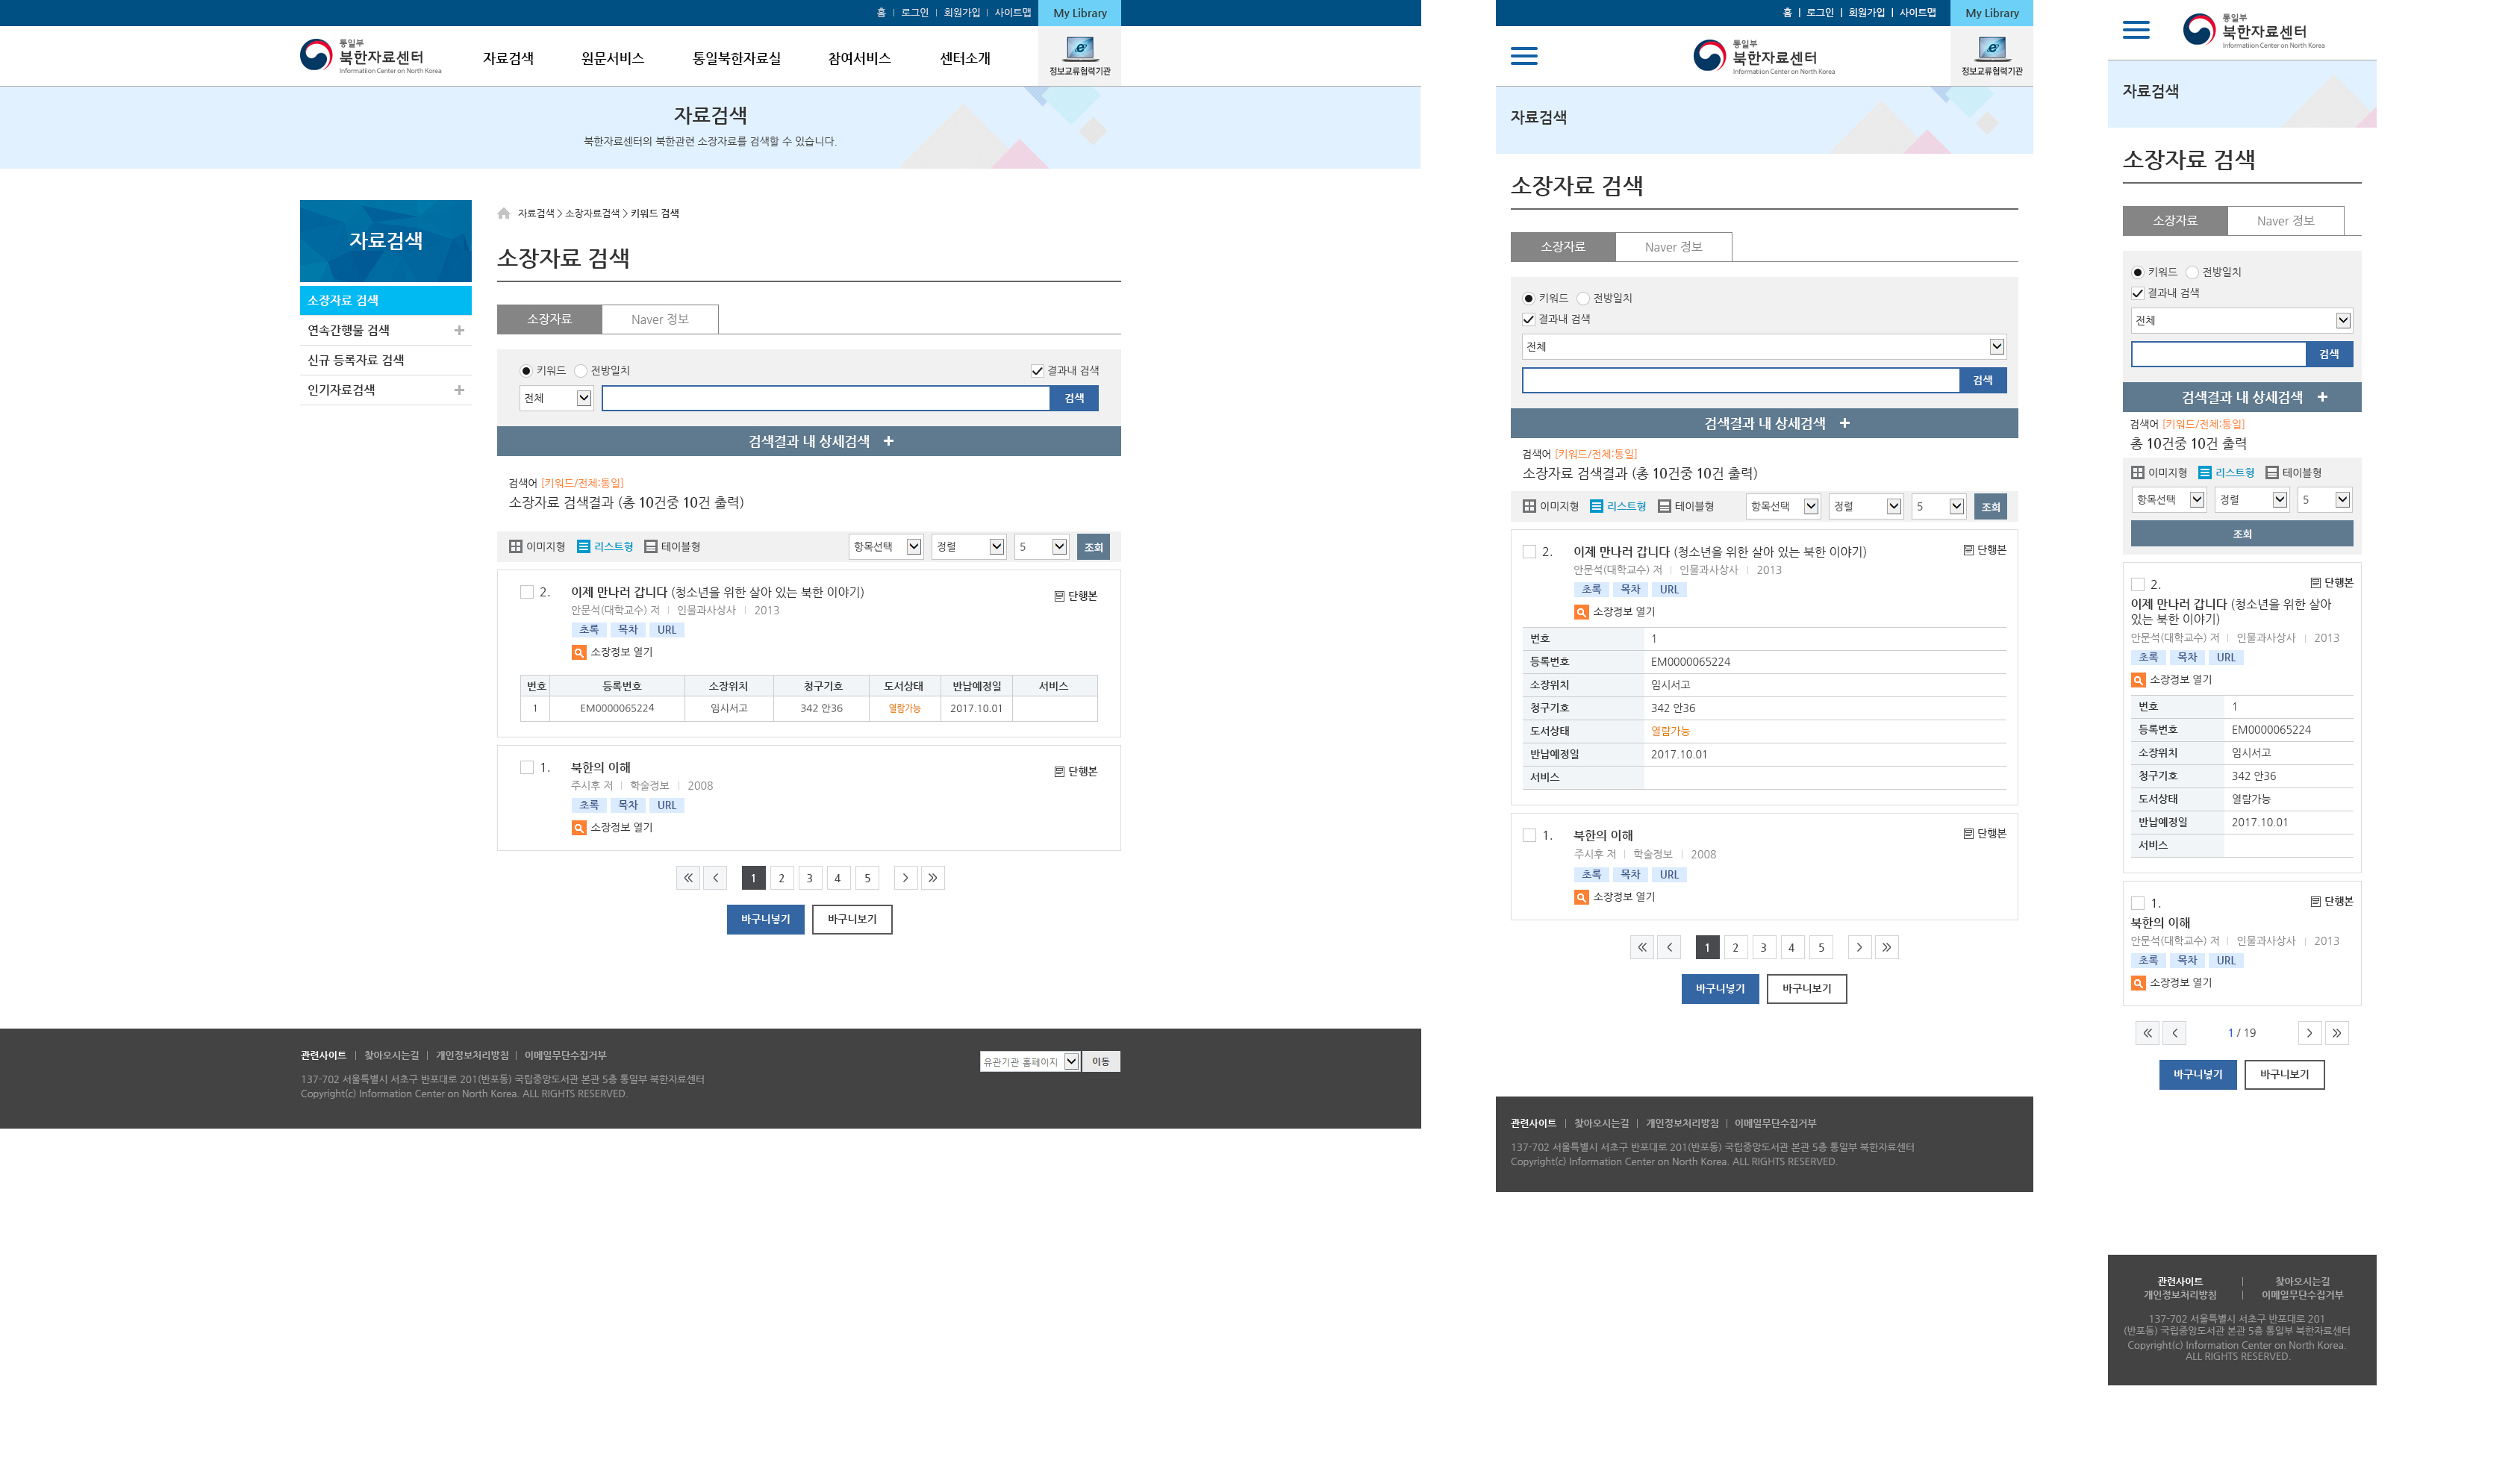 홈 | 로그인 | 회원가입 | 사이트맵 My Library
통일부
북한자료센터
Informatiion Center on North Korea
자료검색 원문서비스 통일북한자료실 참여서비스 센터소개
정보교류협력기관
자료검색
북한자료센터의 북한관련 소장자료를 검색할 수 있습니다.
자료검색
소장자료 검색
연속간행물 검색
신규 등록자료 검색
인기자료검색
자료검색 > 소장자료검색 > 키워드 검색
소장자료 검색
소장자료 Naver 정보
키워드 전방일치 결과내 검색
전체 검색
검색결과 내 상세검색 +
검색어 [키워드/전체:통일]
소장자료 검색결과 (총 10건중 10건 출력)
이미지형 리스트형 테이블형 항목선택 정렬 5 조회
2. 이제 만나러 갑니다 (청소년을 위한 살아 있는 북한 이야기) 단행본
안문석(대학교수) 저 | 인물과사상사 | 2013
초록 목차 URL
소장정보 열기
번호 등록번호 소장위치 청구기호 도서상태 반납예정일 서비스
1 EM0000065224 임시서고 342 안36 열람가능 2017.10.01
1. 북한의 이해 단행본
주시후 저 | 학술정보 | 2008
초록 목차 URL
소장정보 열기
1 2 3 4 5
바구니넣기 바구니보기
관련사이트 | 찾아오시는길 | 개인정보처리방침 | 이메일무단수집거부
유관기관 홈페이지 이동
137-702 서울특별시 서초구 반포대로 201(반포동) 국립중앙도서관 본관 5층 통일부 북한자료센터
Copyright(c) Information Center on North Korea. ALL RIGHTS RESERVED.
홈 | 로그인 | 회원가입 | 사이트맵 My Library
통일부
북한자료센터
Informatiion Center on North Korea
정보교류협력기관
자료검색
소장자료 검색
소장자료 Naver 정보
키워드 전방일치
결과내 검색
전체
검색
검색결과 내 상세검색 +
검색어 [키워드/전체:통일]
소장자료 검색결과 (총 10건중 10건 출력)
이미지형 리스트형 테이블형 항목선택 정렬 5 조회
2. 이제 만나러 갑니다 (청소년을 위한 살아 있는 북한 이야기) 단행본
안문석(대학교수) 저 | 인물과사상사 | 2013
초록 목차 URL
소장정보 열기
번호 1
등록번호 EM0000065224
소장위치 임시서고
청구기호 342 안36
도서상태 열람가능
반납예정일 2017.10.01
서비스
1. 북한의 이해 단행본
주시후 저 | 학술정보 | 2008
초록 목차 URL
소장정보 열기
1 2 3 4 5
바구니넣기 바구니보기
관련사이트 | 찾아오시는길 | 개인정보처리방침 | 이메일무단수집거부
137-702 서울특별시 서초구 반포대로 201(반포동) 국립중앙도서관 본관 5층 통일부 북한자료센터
Copyright(c) Information Center on North Korea. ALL RIGHTS RESERVED.
통일부
북한자료센터
Informatiion Center on North Korea
자료검색
소장자료 검색
소장자료 Naver 정보
키워드 전방일치
결과내 검색
전체
검색
검색결과 내 상세검색 +
검색어 [키워드/전체:통일]
총 10건중 10건 출력
이미지형 리스트형 테이블형
항목선택 정렬 5
조회
2. 단행본
이제 만나러 갑니다 (청소년을 위한 살아
있는 북한 이야기)
안문석(대학교수) 저 | 인물과사상사 | 2013
초록 목차 URL
소장정보 열기
번호 1
등록번호 EM0000065224
소장위치 임시서고
청구기호 342 안36
도서상태 열람가능
반납예정일 2017.10.01
서비스
1. 단행본
북한의 이해
안문석(대학교수) 저 | 인물과사상사 | 2013
초록 목차 URL
소장정보 열기
1 / 19
바구니넣기 바구니보기
관련사이트 | 찾아오시는길
개인정보처리방침 | 이메일무단수집거부
137-702 서울특별시 서초구 반포대로 201
(반포동) 국립중앙도서관 본관 5층 통일부 북한자료센터
Copyright(c) Information Center on North Korea.
ALL RIGHTS RESERVED.